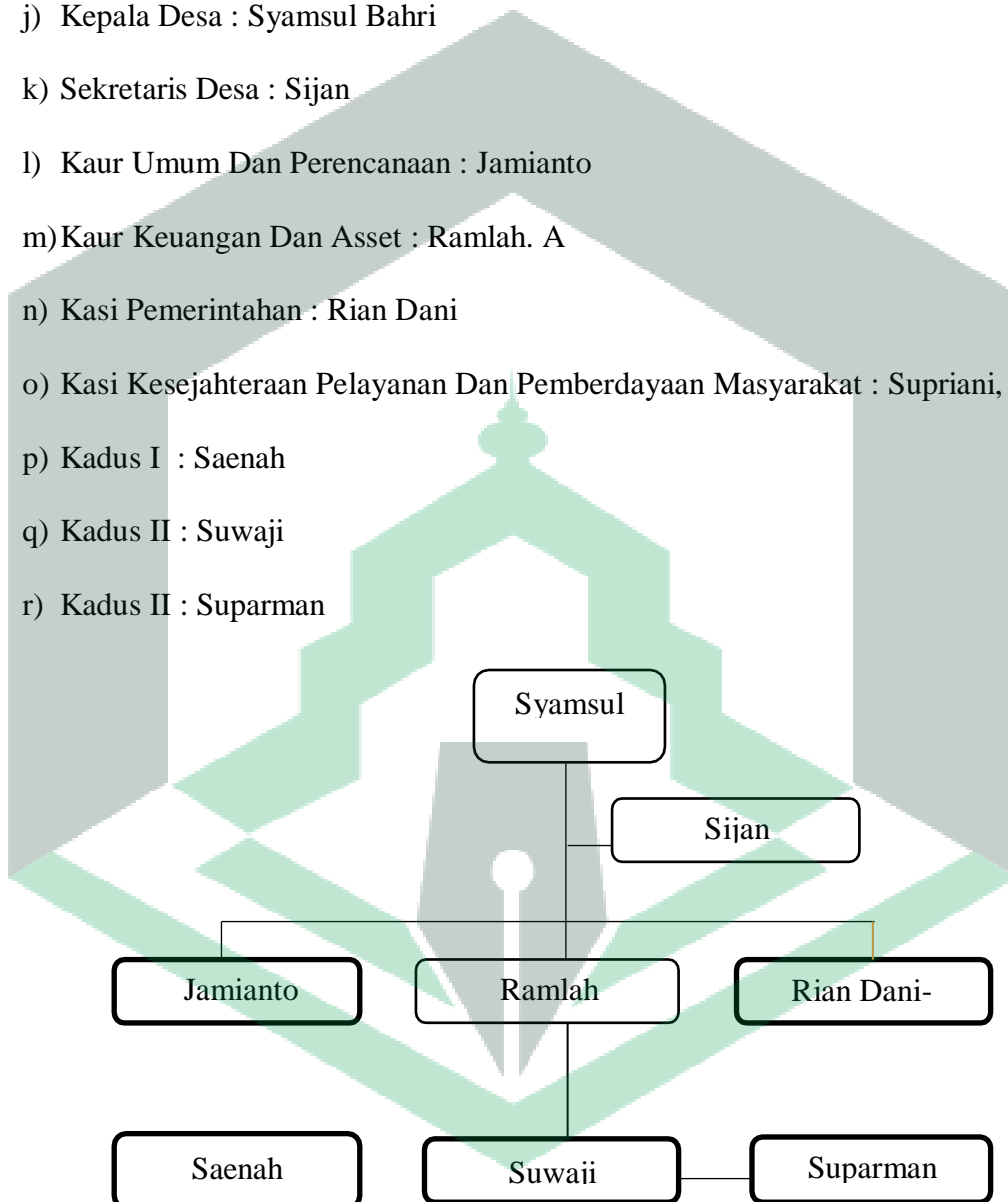 j) Kepala Desa : Syamsul Bahri
k) Sekretaris Desa : Sijan
l) Kaur Umum Dan Perencanaan : Jamianto
m) Kaur Keuangan Dan Asset : Ramlah. A
n) Kasi Pemerintahan : Rian Dani
o) Kasi Kesejahteraan Pelayanan Dan Pemberdayaan Masyarakat : Supriani,
p) Kadus I : Saenah
q) Kadus II : Suwaji
r) Kadus II : Suparman
Syamsul
Sijan
Jamianto Ramlah Rian Dani-
Saenah Suwaji Suparman